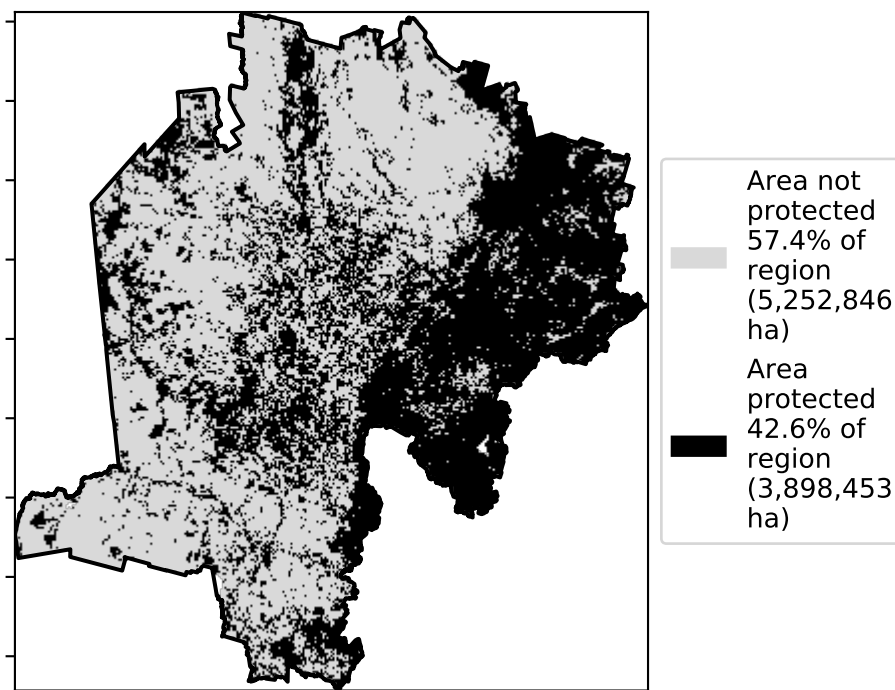 Area not
protected
57.4% of
region
(5,252,846
ha)
Area
protected
42.6% of
region
(3,898,453
ha)